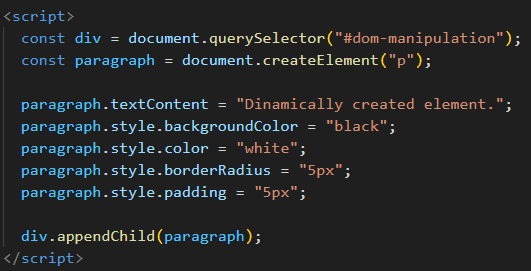 <script>
const div = document.querySelector("#dom-manipulation");
const paragraph = document.createElement("p");
paragraph.textContent = "Dinamically created element.";
paragraph.style.backgroundColor = "black";
paragraph.style.color = "white";
paragraph.style.borderRadius = "5px";
paragraph.style.padding = "5px";
div.appendChild(paragraph);
</script>